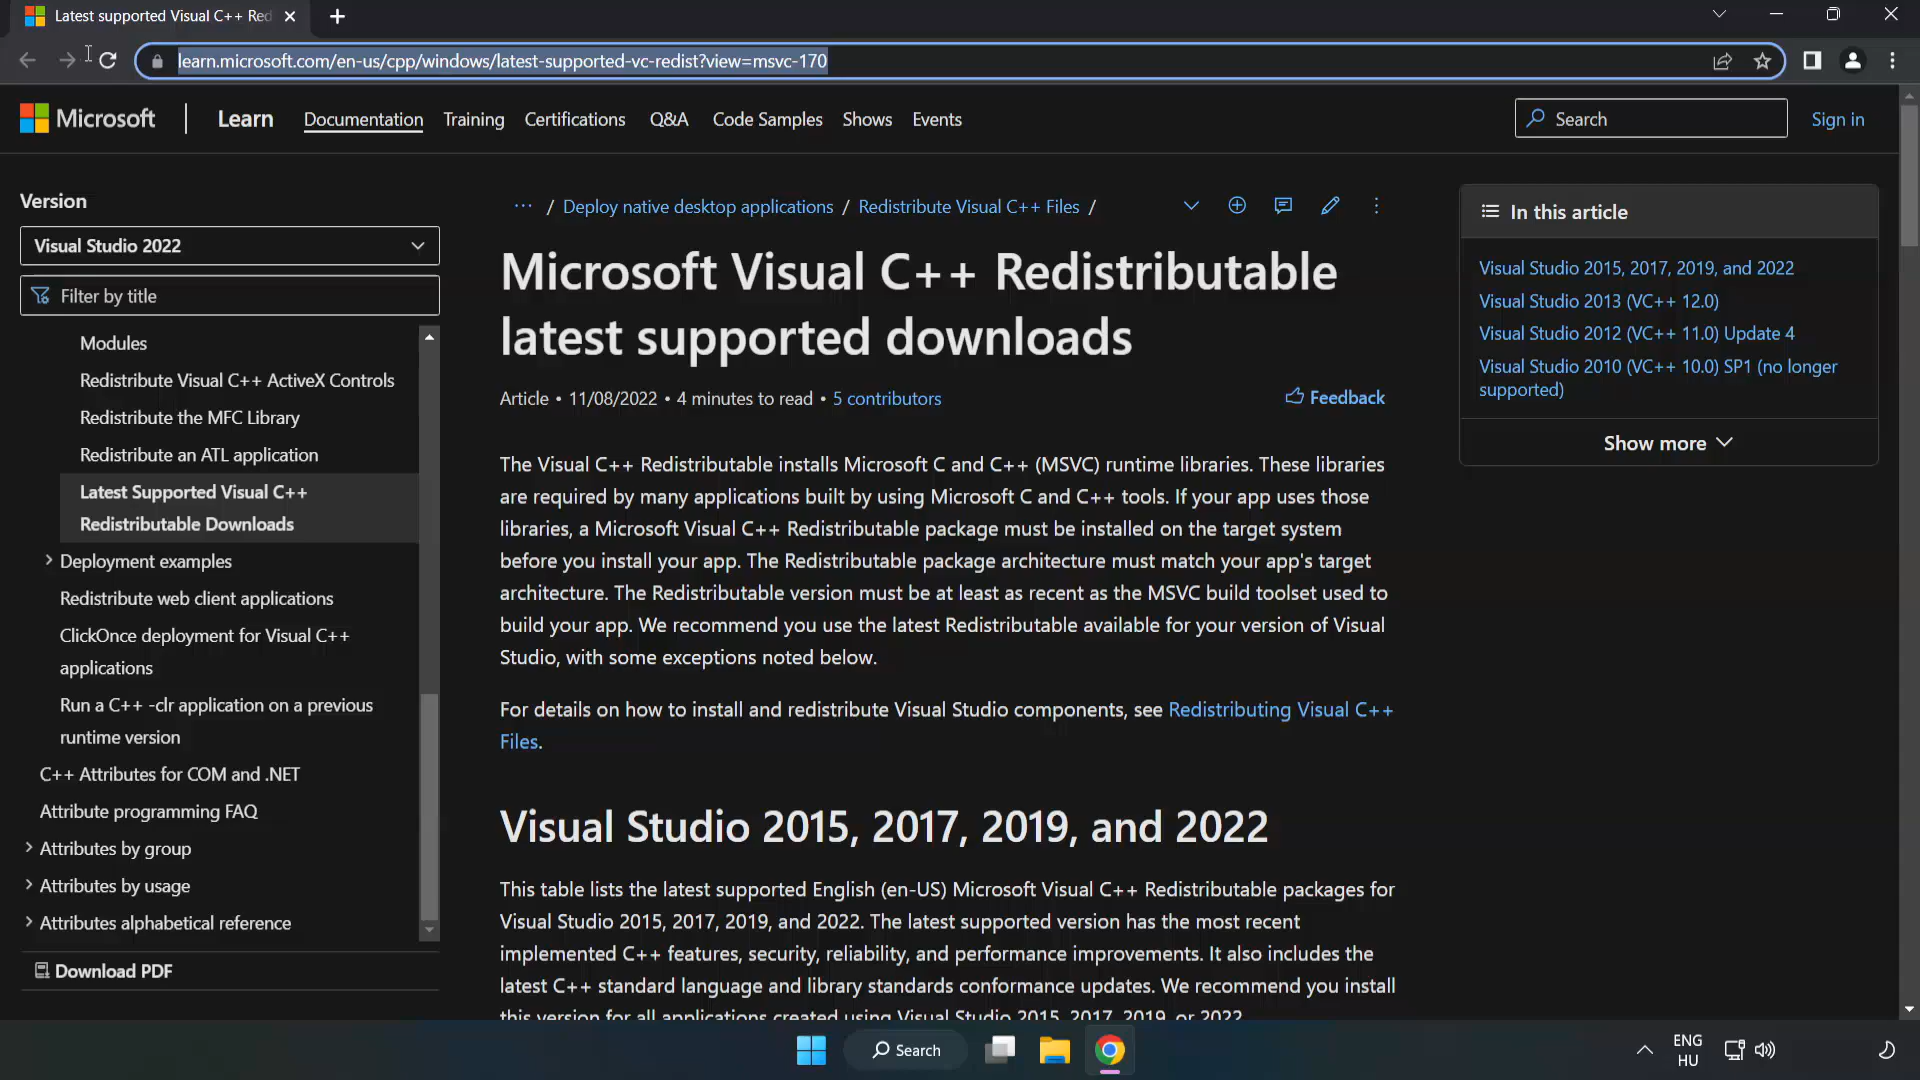 Latest supported Visual C++ Red
learn.microsoft.com/en-us/cpp/windows/latest-supported-vc-redist?view=msvc-170
Microsoft
Learn
Documentation
Training
Certifications
Q&A
Code Samples
Shows
Events
Search
Sign in
Version
Visual Studio 2022
Filter by title
Modules
Redistribute Visual C++ ActiveX Controls
Redistribute the MFC Library
Redistribute an ATL application
Latest Supported Visual C++
Redistributable Downloads
Deployment examples
Redistribute web client applications
ClickOnce deployment for Visual C++
applications
Run a C++ -clr application on a previous
runtime version
C++ Attributes for COM and .NET
Attribute programming FAQ
Attributes by group
Attributes by usage
Attributes alphabetical reference
Download PDF
... / Deploy native desktop applications / Redistribute Visual C++ Files /
Microsoft Visual C++ Redistributable
latest supported downloads
Article • 11/08/2022 • 4 minutes to read • 5 contributors
Feedback
The Visual C++ Redistributable installs Microsoft C and C++ (MSVC) runtime libraries. These libraries
are required by many applications built by using Microsoft C and C++ tools. If your app uses those
libraries, a Microsoft Visual C++ Redistributable package must be installed on the target system
before you install your app. The Redistributable package architecture must match your app's target
architecture. The Redistributable version must be at least as recent as the MSVC build toolset used to
build your app. We recommend you use the latest Redistributable available for your version of Visual
Studio, with some exceptions noted below.
For details on how to install and redistribute Visual Studio components, see Redistributing Visual C++
Files.
Visual Studio 2015, 2017, 2019, and 2022
This table lists the latest supported English (en-US) Microsoft Visual C++ Redistributable packages for
Visual Studio 2015, 2017, 2019, and 2022. The latest supported version has the most recent
implemented C++ features, security, reliability, and performance improvements. It also includes the
latest C++ standard language and library standards conformance updates. We recommend you install
this version for all applications created using Visual Studio 2015, 2017, 2019, or 2022.
In this article
Visual Studio 2015, 2017, 2019, and 2022
Visual Studio 2013 (VC++ 12.0)
Visual Studio 2012 (VC++ 11.0) Update 4
Visual Studio 2010 (VC++ 10.0) SP1 (no longer
supported)
Show more
Search
ENG
HU